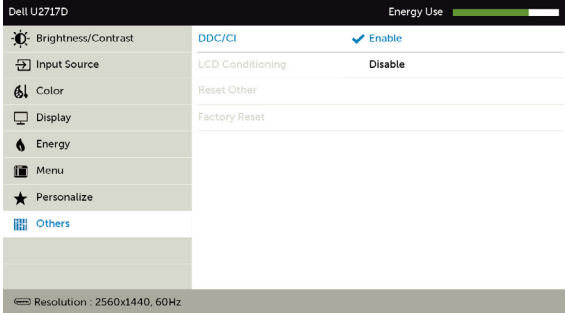 Dell U2717D Energy Use
Brightness/Contrast DDC/CI Enable
Input Source LCD Conditioning Disable
Color Reset Other
Display Factory Reset
Energy
Menu
Personalize
Others
Resolution : 2560x1440, 60Hz